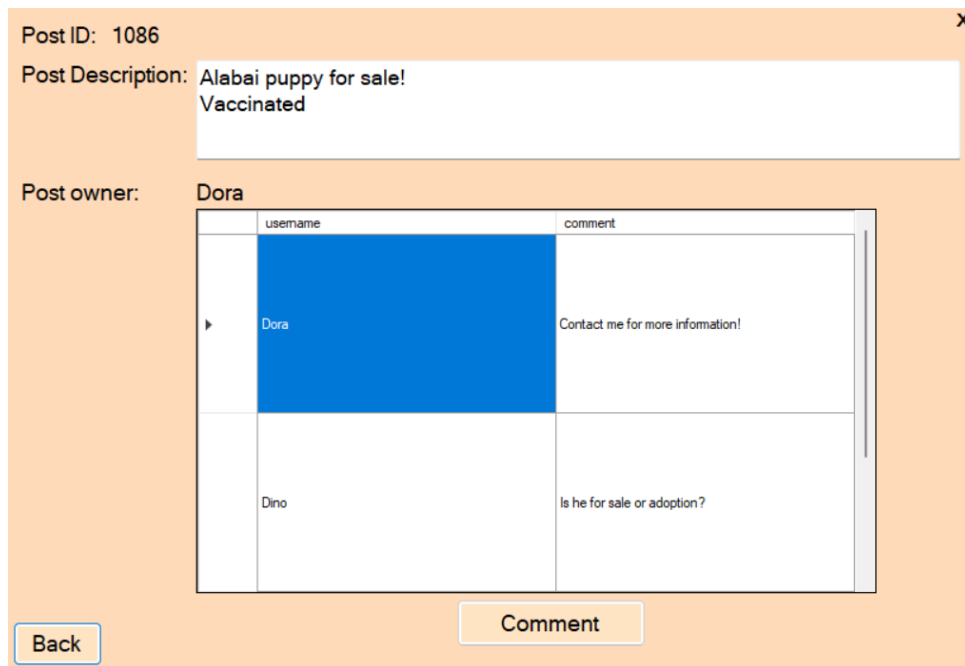 x
Post ID: 1086
Post Description: Alabai puppy for sale!
Vaccinated
Post owner: Dora
username comment
Dora Contact me for more information!
Dino Is he for sale or adoption?
Comment
Back